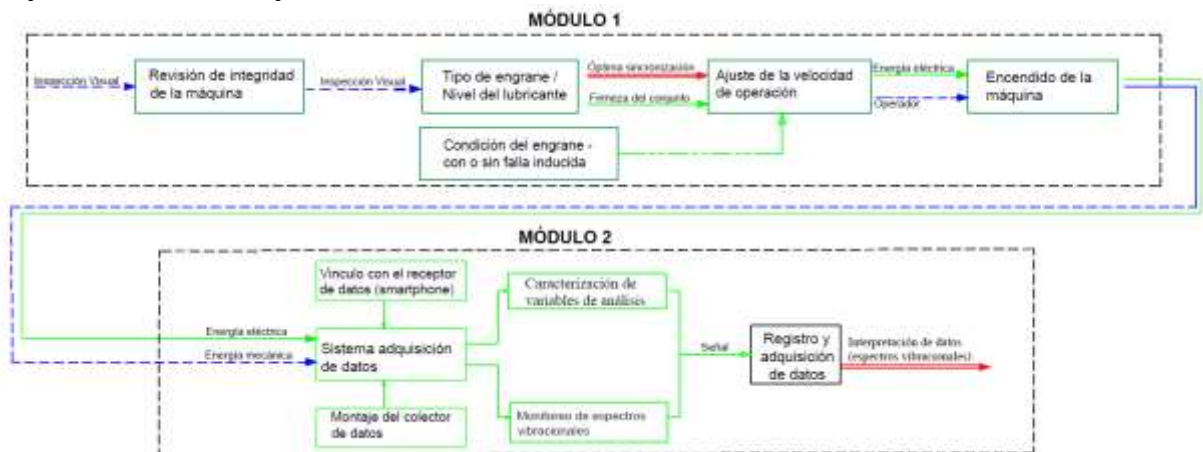 MÓDULO 1
Inspección Visual
Revisión de integridad
de la máquina
Inspección Visual
Tipo de engrane /
Nivel del lubricante
Óptima sincronización
Firmeza del conjunto
Ajuste de la velocidad
de operación
Energía eléctrica
Operador
Encendido de la
máquina
Condición del engrane -
con o sin falla inducida
MÓDULO 2
Vinculo con el receptor
de datos (smartphone)
Caracterización de
variables de análisis
Energía eléctrica
Energía mecánica
Sistema adquisición
de datos
Señal
Registro y
adquisición
de datos
Interpretación de datos
(espectros vibracionales)
Montaje del colector
de datos
Monitoreo de espectros
vibracionales